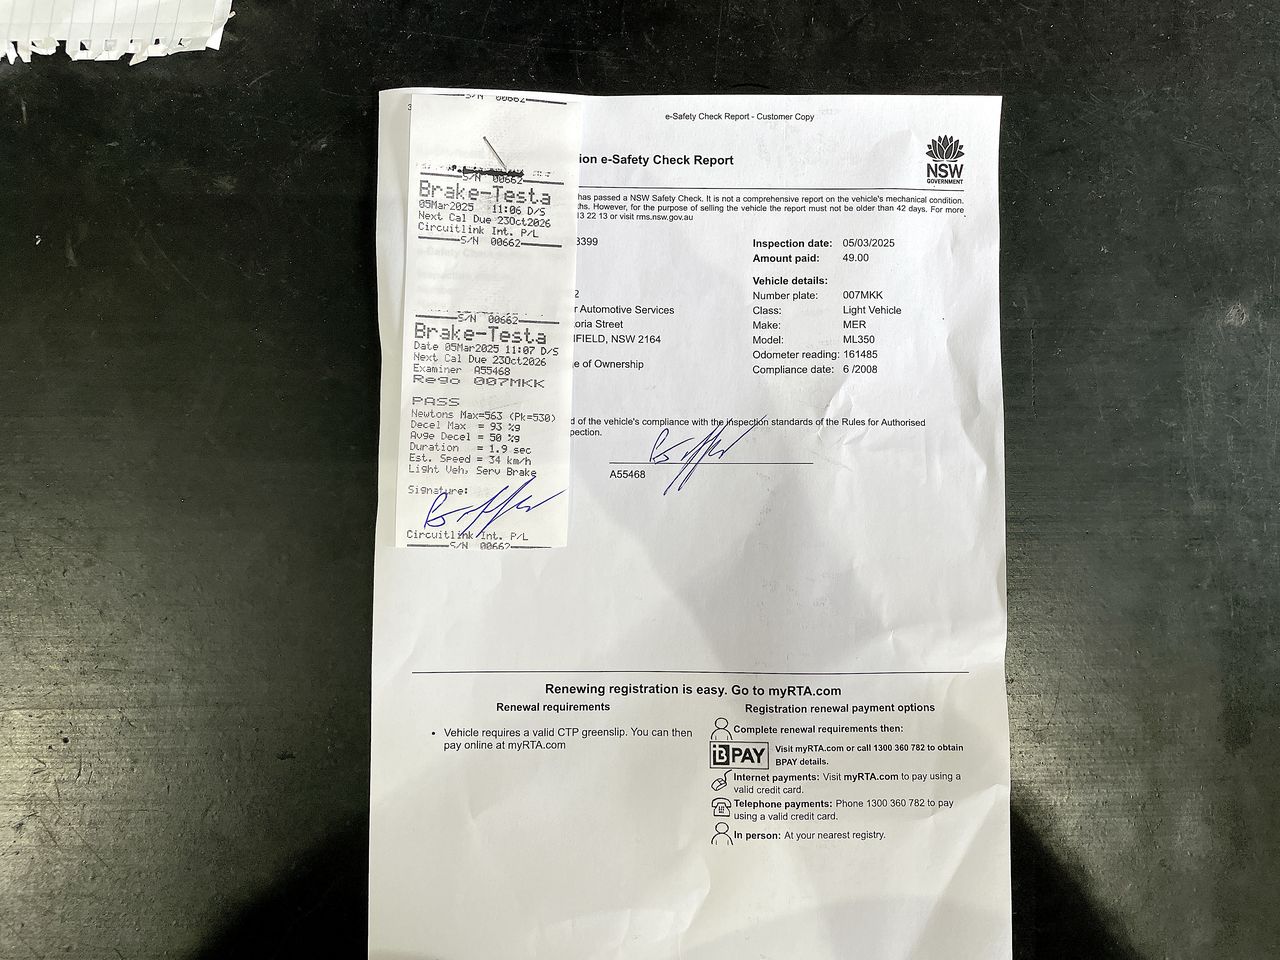 e-Safety Check Report - Customer Copy
S/N 00662
ion e-Safety Check Report
NSW
GOVERNMENT
S/N 00662
Brake-Testa
05Mar2025 11:06 D/S
Next Cal Due 23Oct2026
Circuitlink Int. P/L
S/N 00662
has passed a NSW Safety Check. It is not a comprehensive report on the vehicle's mechanical condition.
hs. However, for the purpose of selling the vehicle the report must not be older than 42 days. For more
13 22 13 or visit rms.nsw.gov.au
3399
Inspection date: 05/03/2025
Amount paid: 49.00
Vehicle details:
Number plate: 007MKK
Class: Light Vehicle
Make: MER
Model: ML350
Odometer reading: 161485
Compliance date: 6 /2008
2
r Automotive Services
toria Street
HFIELD, NSW 2164
e of Ownership
S/N 00662
Brake-Testa
Date 05Mar2025 11:07 D/S
Next Cal Due 23Oct2026
Examiner A55468
Rego 007MKK
PASS
Newtons Max=563 (Pk=530)
Decel Max = 93 %g
Avge Decel = 50 %g
Duration = 1.9 sec
Est. Speed = 34 km/h
Light Veh, Serv Brake
Signature:
Circuitlink Int. P/L
S/N 00662
d of the vehicle's compliance with the inspection standards of the Rules for Authorised
pection.
A55468
Renewing registration is easy. Go to myRTA.com
Renewal requirements
• Vehicle requires a valid CTP greenslip. You can then
pay online at myRTA.com
Registration renewal payment options
Complete renewal requirements then:
BPAY
Visit myRTA.com or call 1300 360 782 to obtain
BPAY details.
Internet payments: Visit myRTA.com to pay using a
valid credit card.
Telephone payments: Phone 1300 360 782 to pay
using a valid credit card.
In person: At your nearest registry.